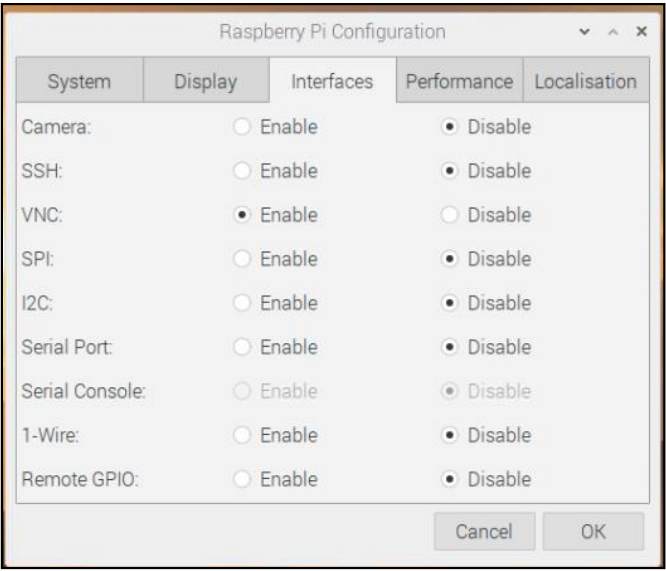 Raspberry Pi Configuration
System Display Interfaces Performance Localisation
Camera: Enable Disable
SSH: Enable Disable
VNC: Enable Disable
SPI: Enable Disable
I2C: Enable Disable
Serial Port: Enable Disable
Serial Console: Enable Disable
1-Wire: Enable Disable
Remote GPIO: Enable Disable
Cancel OK